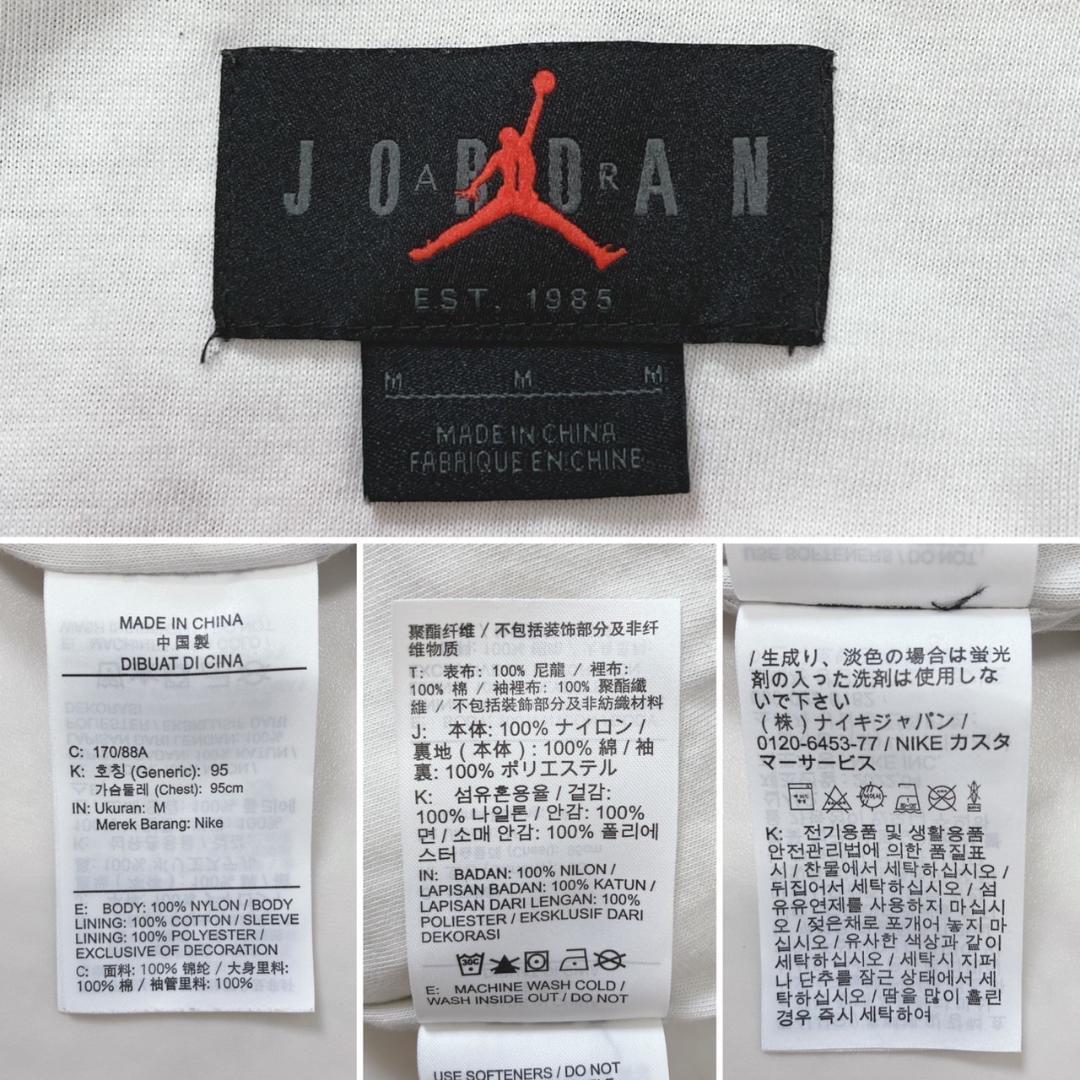 JORDAN
AIR
EST. 1985
M M M
MADE IN CHINA
FABRIQUE EN CHINE
MADE IN CHINA
中国製
DIBUAT DI CINA
C: 170/88A
K: 호칭 (Generic): 95
가슴둘레 (Chest): 95cm
IN: Ukuran: M
Merek Barang: Nike
E: BODY: 100% NYLON / BODY
LINING: 100% COTTON / SLEEVE
LINING: 100% POLYESTER /
EXCLUSIVE OF DECORATION
C: 面料: 100% 锦纶 / 大身里料:
100% 棉 / 袖管里料: 100%
聚酯纤维 / 不包括装饰部分及非纤
维物质
T: 表布: 100% 尼龍 / 裡布:
100% 棉 / 袖裡布: 100% 聚酯纖
維 / 不包括装飾部分及非紡織材料
J: 本体: 100% ナイロン /
裏地 ( 本体 ) : 100% 綿 / 袖
裏: 100% ポリエステル
K: 섬유혼용율 / 겉감:
100% 나일론 / 안감: 100%
면 / 소매 안감: 100% 폴리에
스터
IN: BADAN: 100% NILON /
LAPISAN BADAN: 100% KATUN /
LAPISAN DARI LENGAN: 100%
POLIESTER / EKSKLUSIF DARI
DEKORASI
30°
E: MACHINE WASH COLD /
WASH INSIDE OUT / DO NOT
USE SOFTENERS / DO NOT
USE SOFTENERS / DO NOT
/ 生成り、淡色の場合は蛍光
剤の入った洗剤は使用しな
いで下さい
( 株 ) ナイキジャパン /
0120-6453-77 / NIKE カスタ
マーサービス
K: 전기용품 및 생활용품
안전관리법에 의한 품질표
시 / 찬물에서 세탁하십시오 /
뒤집어서 세탁하십시오 / 섬
유유연제를 사용하지 마십시
오 / 젖은채로 포개어 놓지 마
십시오 / 유사한 색상과 같이
세탁하십시오 / 세탁시 지퍼
나 단추를 잠근 상태에서 세
탁하십시오 / 땀을 많이 흘린
경우 즉시 세탁하여